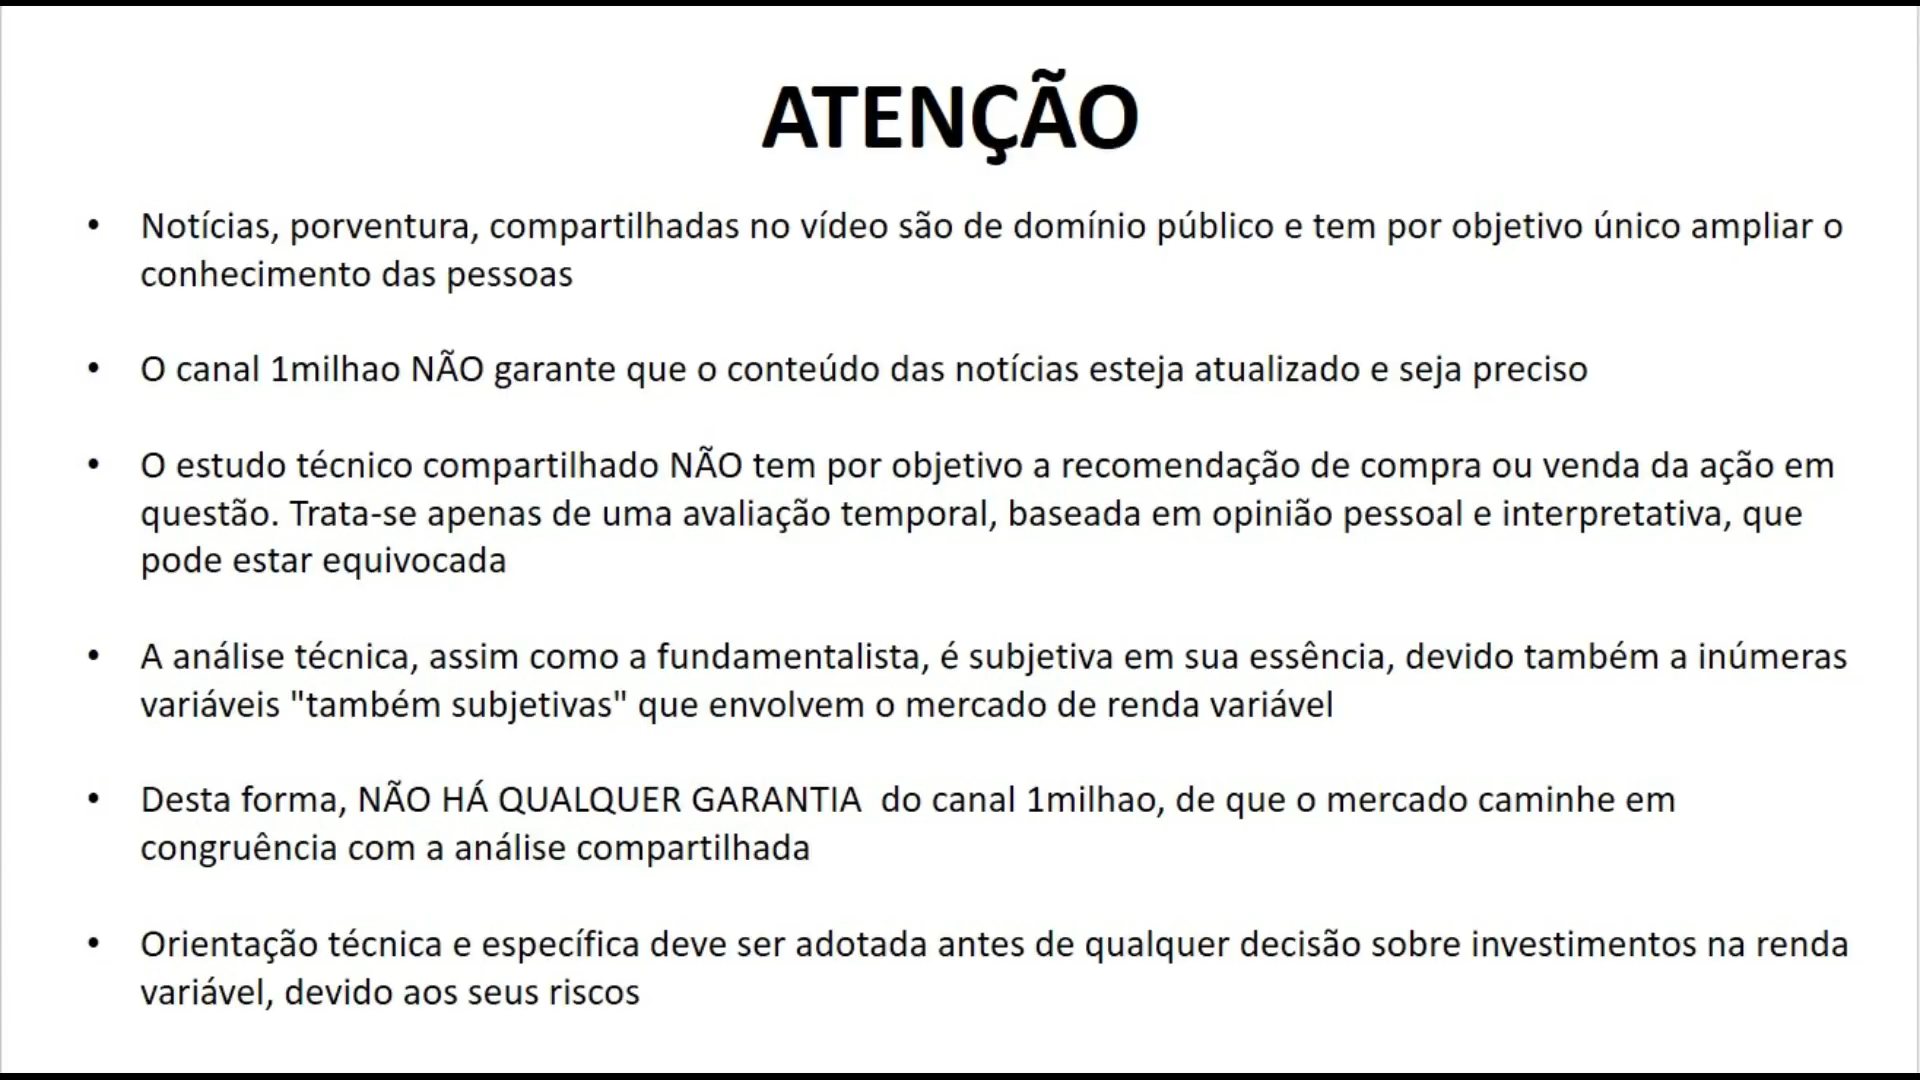 ATENÇÃO
• Notícias, porventura, compartilhadas no vídeo são de domínio público e tem por objetivo único ampliar o
conhecimento das pessoas
• O canal 1milhao NÃO garante que o conteúdo das notícias esteja atualizado e seja preciso
• O estudo técnico compartilhado NÃO tem por objetivo a recomendação de compra ou venda da ação em
questão. Trata-se apenas de uma avaliação temporal, baseada em opinião pessoal e interpretativa, que
pode estar equivocada
• A análise técnica, assim como a fundamentalista, é subjetiva em sua essência, devido também a inúmeras
variáveis "também subjetivas" que envolvem o mercado de renda variável
• Desta forma, NÃO HÁ QUALQUER GARANTIA  do canal 1milhao, de que o mercado caminhe em
congruência com a análise compartilhada
• Orientação técnica e específica deve ser adotada antes de qualquer decisão sobre investimentos na renda
variável, devido aos seus riscos